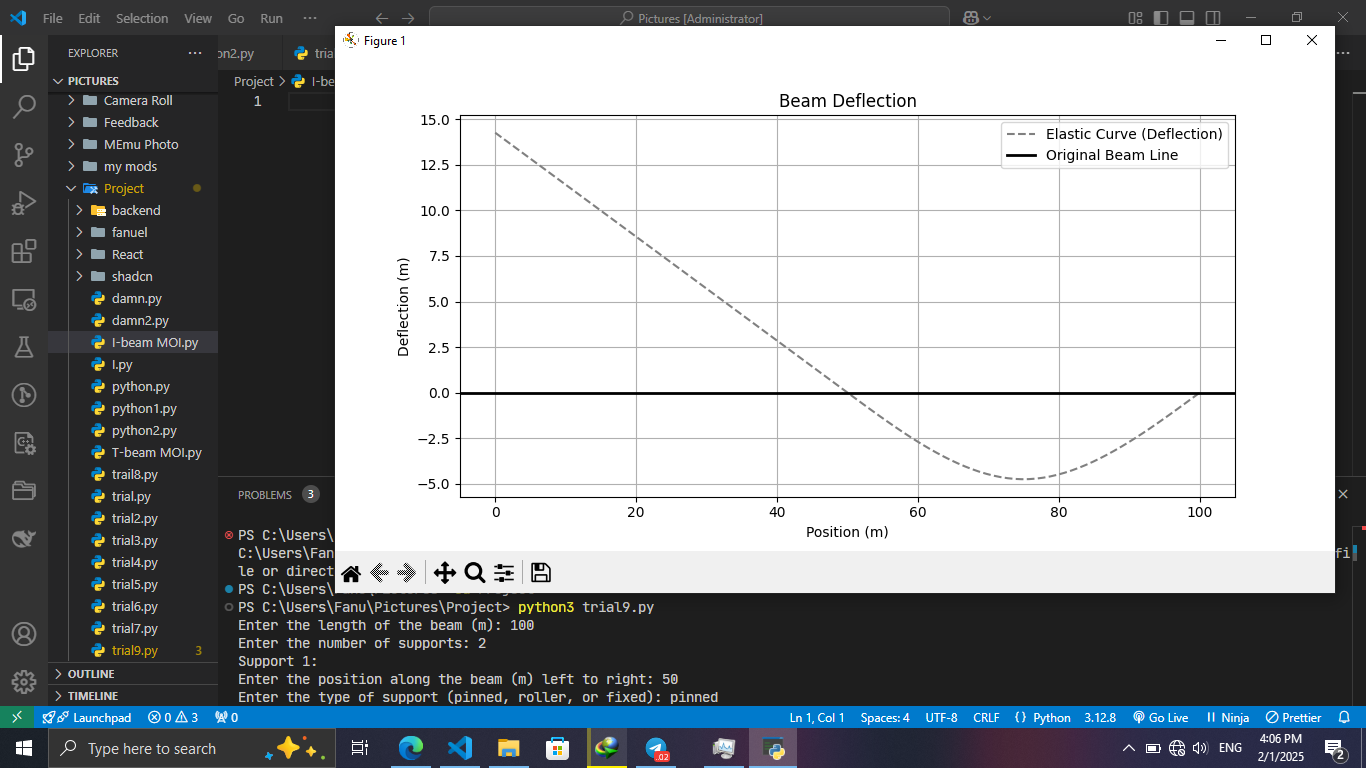 File Edit Selection View Go Run ··· Pictures [Administrator]
Figure 1
EXPLORER
PICTURES
Camera Roll
Feedback
MEmu Photo
my mods
Project
backend
fanuel
React
shadcn
damn.py
damn2.py
I-beam MOI.py
I.py
python.py
python1.py
python2.py
T-beam MOI.py
trail8.py
trial.py
trial2.py
trial3.py
trial4.py
trial5.py
trial6.py
trial7.py
trial9.py 3
OUTLINE
TIMELINE
on2.py
Project > I-be
1
Beam Deflection
Elastic Curve (Deflection)
Original Beam Line
Deflection (m)
15.0
12.5
10.0
7.5
5.0
2.5
0.0
−2.5
−5.0
0 20 40 60 80 100
Position (m)
PROBLEMS 3
PS C:\Users\
C:\Users\Fan
le or direct
PS C:\Users\Fanu\Pictures\Project> python3 trial9.py
Enter the length of the beam (m): 100
Enter the number of supports: 2
Support 1:
Enter the position along the beam (m) left to right: 50
Enter the type of support (pinned, roller, or fixed): pinned
Launchpad 0 3 0 Ln 1, Col 1 Spaces: 4 UTF-8 CRLF Python 3.12.8 Go Live Ninja Prettier
Type here to search
ENG
4:06 PM
2/1/2025
2